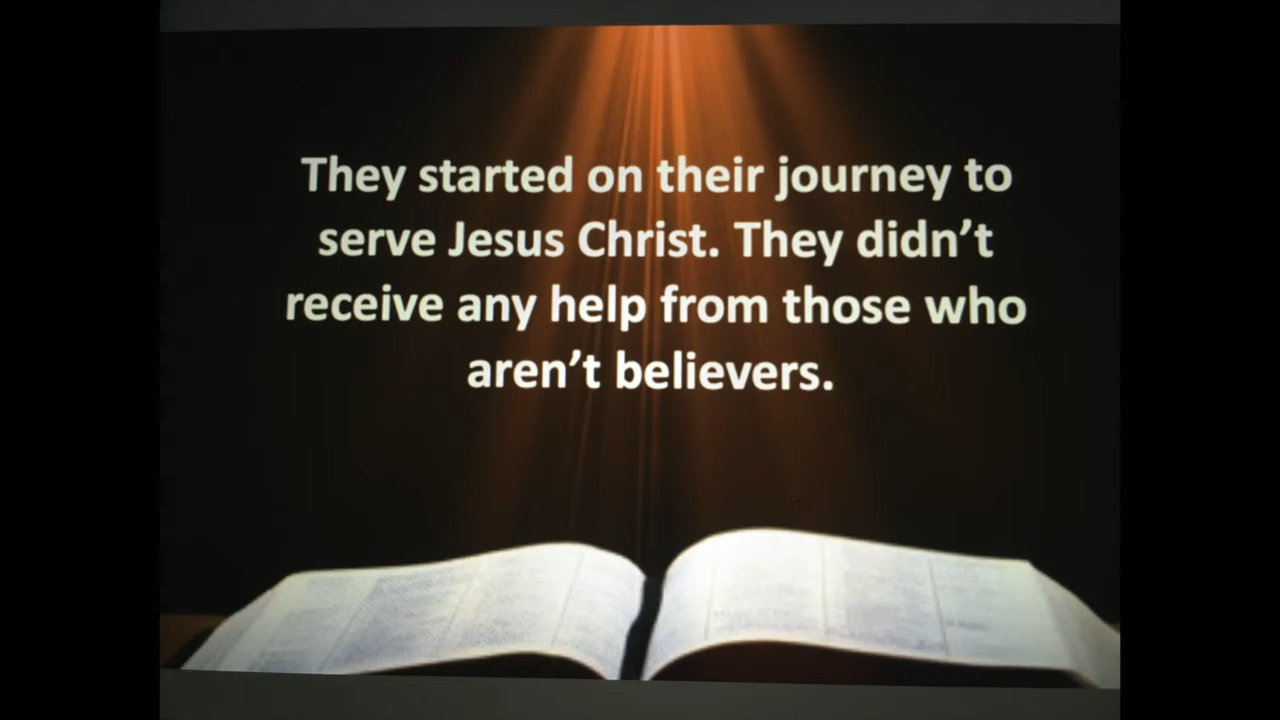 They started on their journey to
serve Jesus Christ. They didn’t
receive any help from those who
aren’t believers.